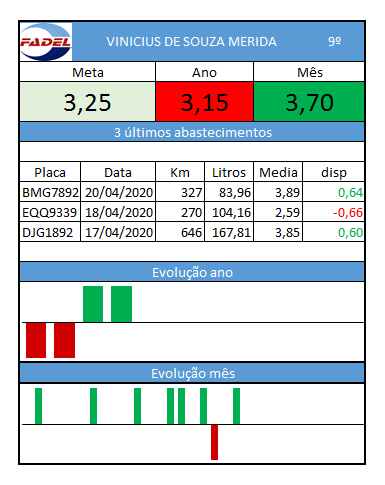 FADEL
VINICIUS DE SOUZA MERIDA 9º
Meta Ano Mês
3,25 3,15 3,70
3 últimos abastecimentos
Placa Data Km Litros Media disp
BMG7892 20/04/2020 327 83,96 3,89 0,64
EQQ9339 18/04/2020 270 104,16 2,59 -0,66
DJG1892 17/04/2020 646 167,81 3,85 0,60
Evolução ano
Evolução mês